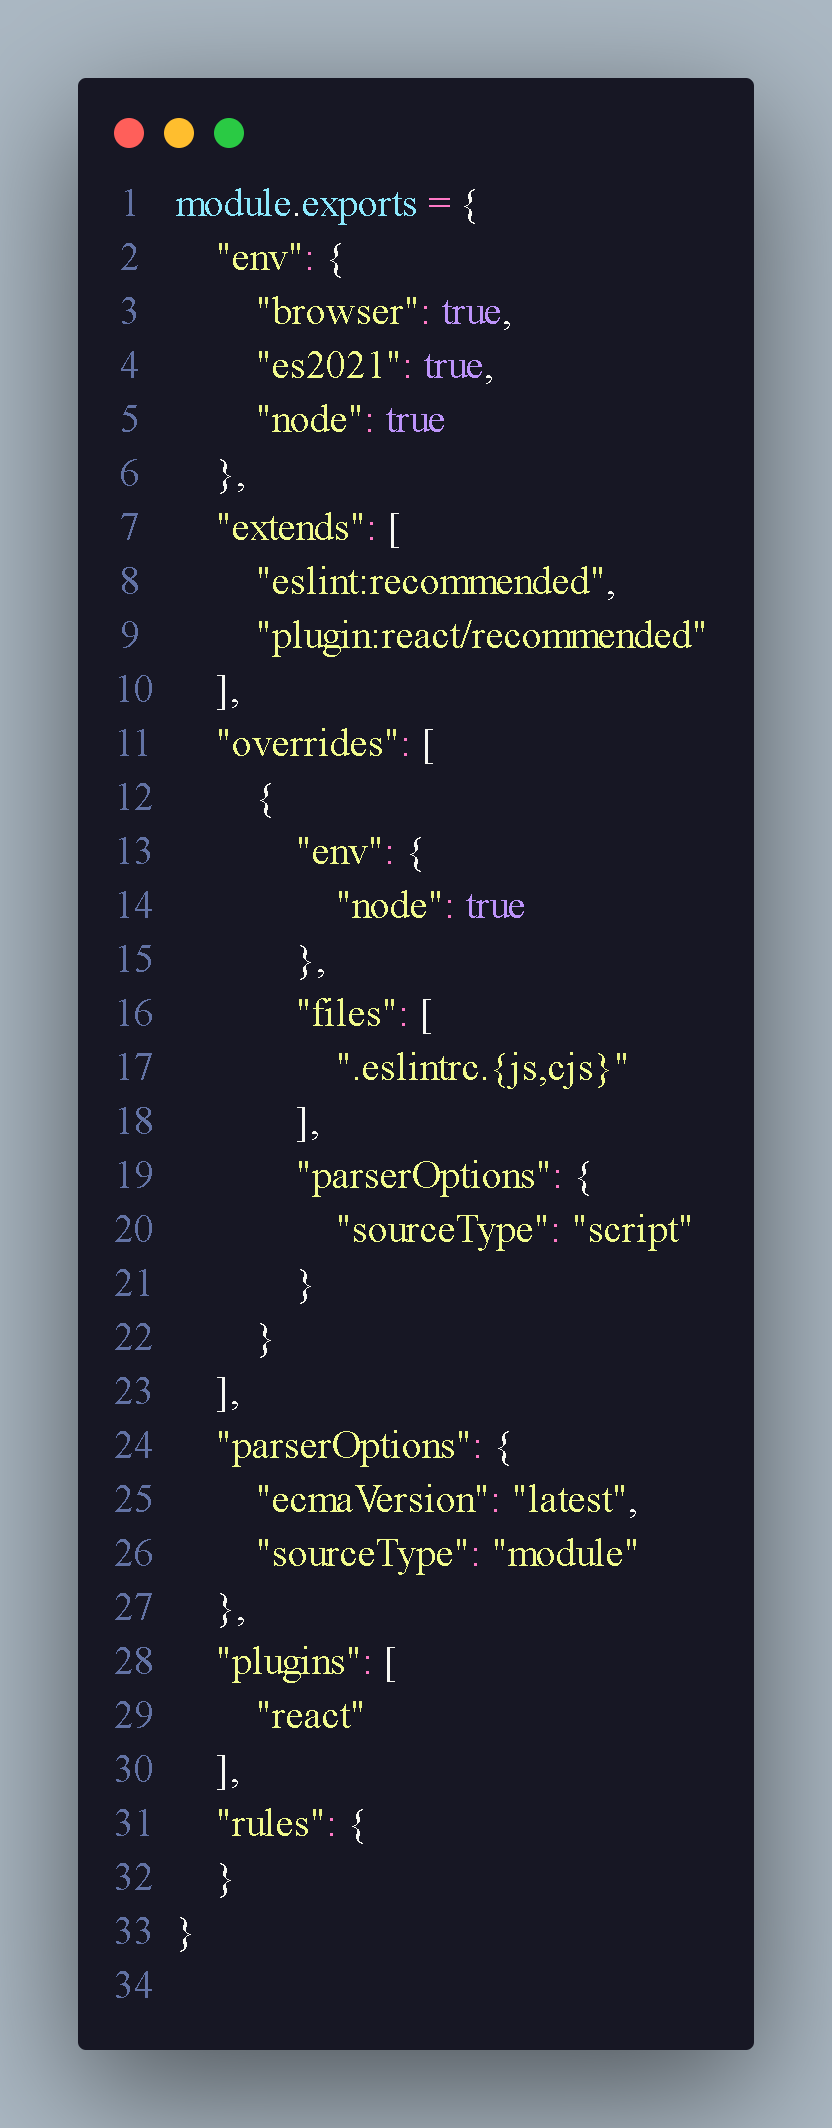 1 module.exports = {
2     "env": {
3         "browser": true,
4         "es2021": true,
5         "node": true
6     },
7     "extends": [
8         "eslint:recommended",
9         "plugin:react/recommended"
10     ],
11     "overrides": [
12         {
13             "env": {
14                 "node": true
15             },
16             "files": [
17                 ".eslintrc.{js,cjs}"
18             ],
19             "parserOptions": {
20                 "sourceType": "script"
21             }
22         }
23     ],
24     "parserOptions": {
25         "ecmaVersion": "latest",
26         "sourceType": "module"
27     },
28     "plugins": [
29         "react"
30     ],
31     "rules": {
32     }
33 }
34